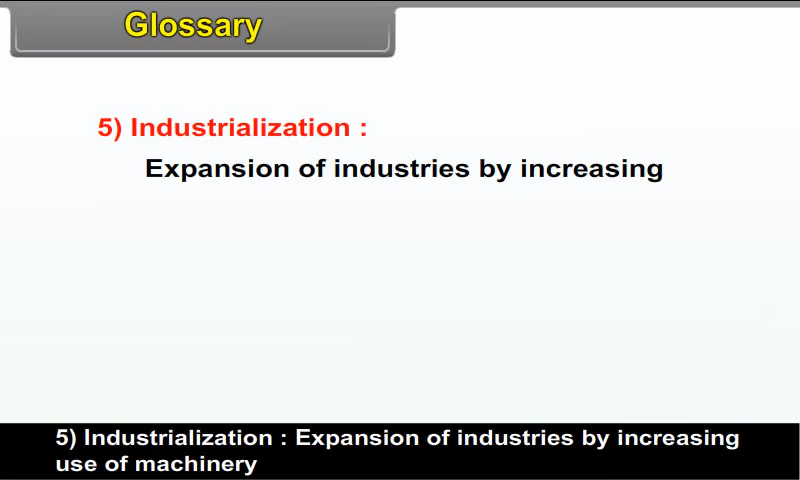 Glossary
5) Industrialization :
Expansion of industries by increasing
5) Industrialization : Expansion of industries by increasing
use of machinery